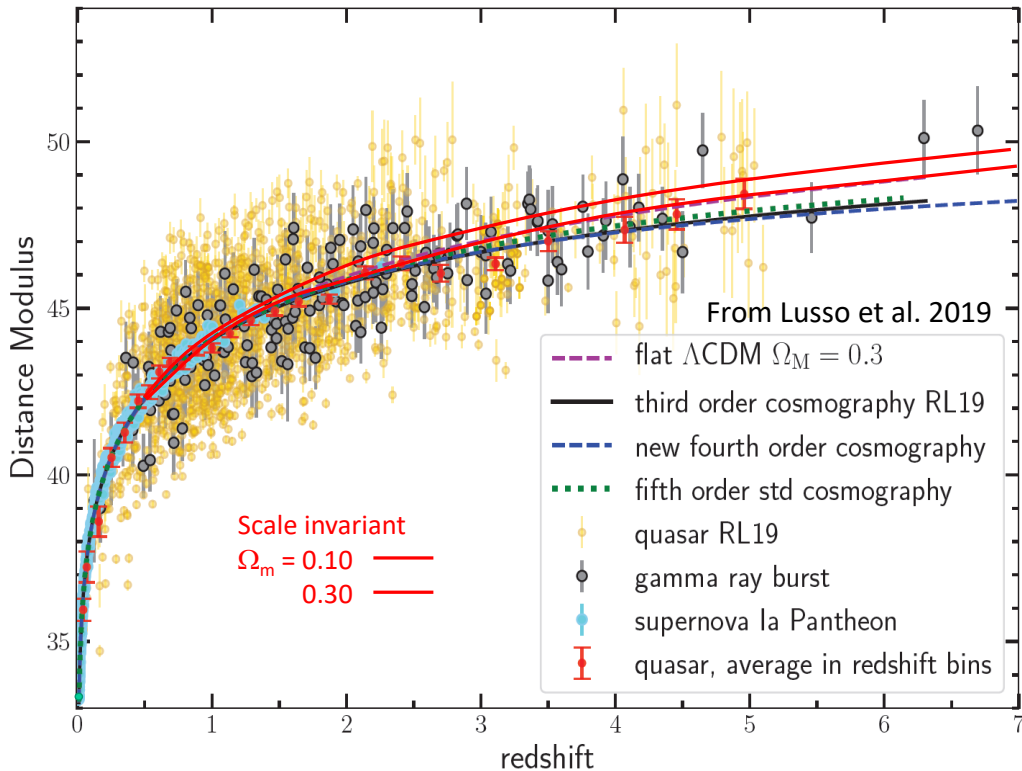 Distance Modulus
50
45
40
35
From Lusso et al. 2019
flat ΛCDM Ω_M = 0.3
third order cosmography RL19
new fourth order cosmography
fifth order std cosmography
quasar RL19
gamma ray burst
supernova Ia Pantheon
quasar, average in redshift bins
Scale invariant
Ω_m = 0.10
0.30
0 1 2 3 4 5 6 7
redshift